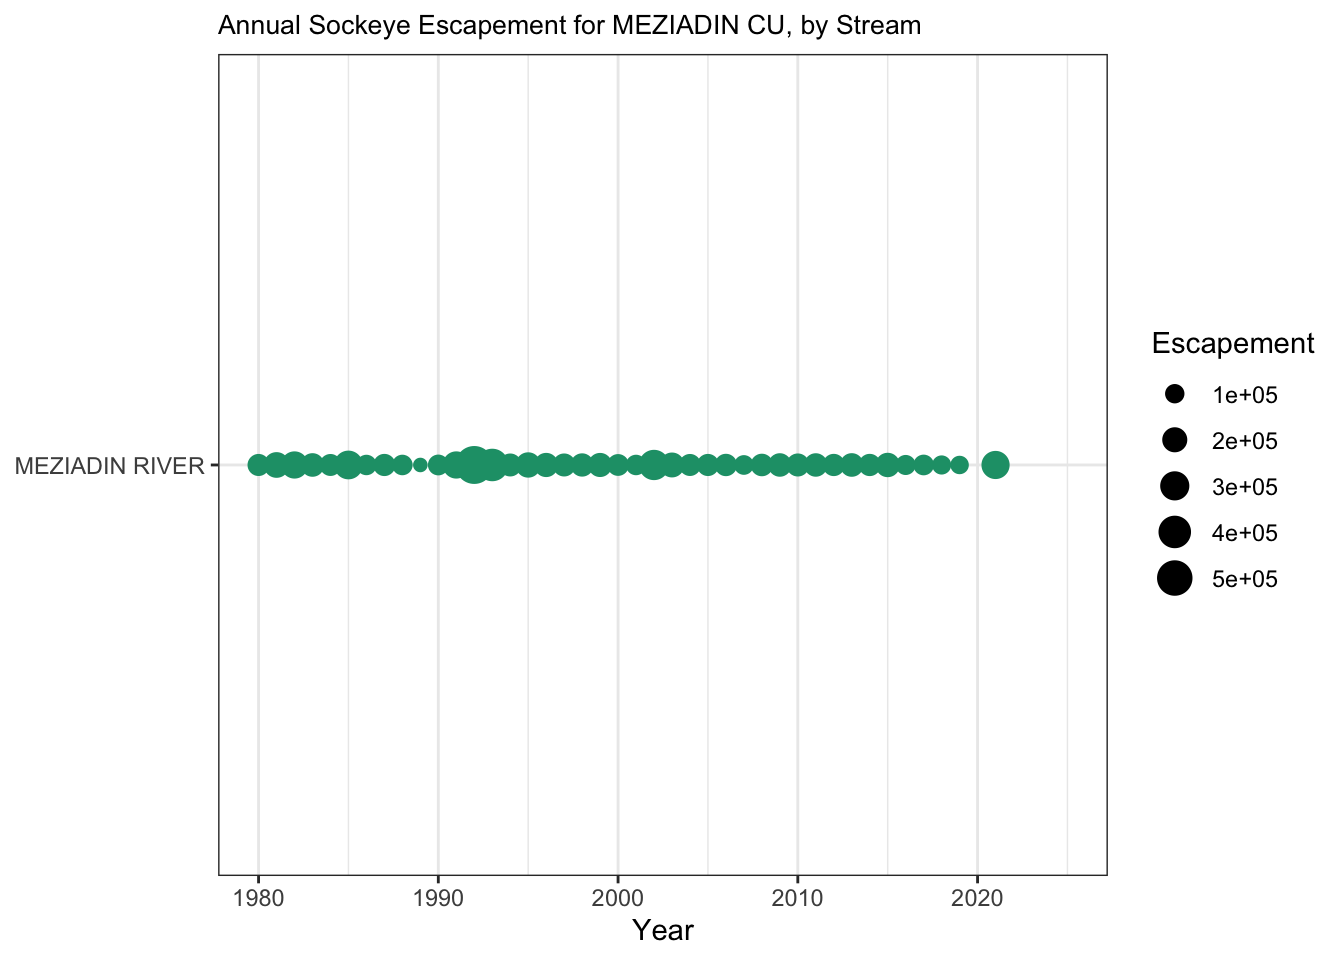 Annual Sockeye Escapement for MEZIADIN CU, by Stream
MEZIADIN RIVER
1980
1990
2000
2010
2020
Year
Escapement
1e+05
2e+05
3e+05
4e+05
5e+05